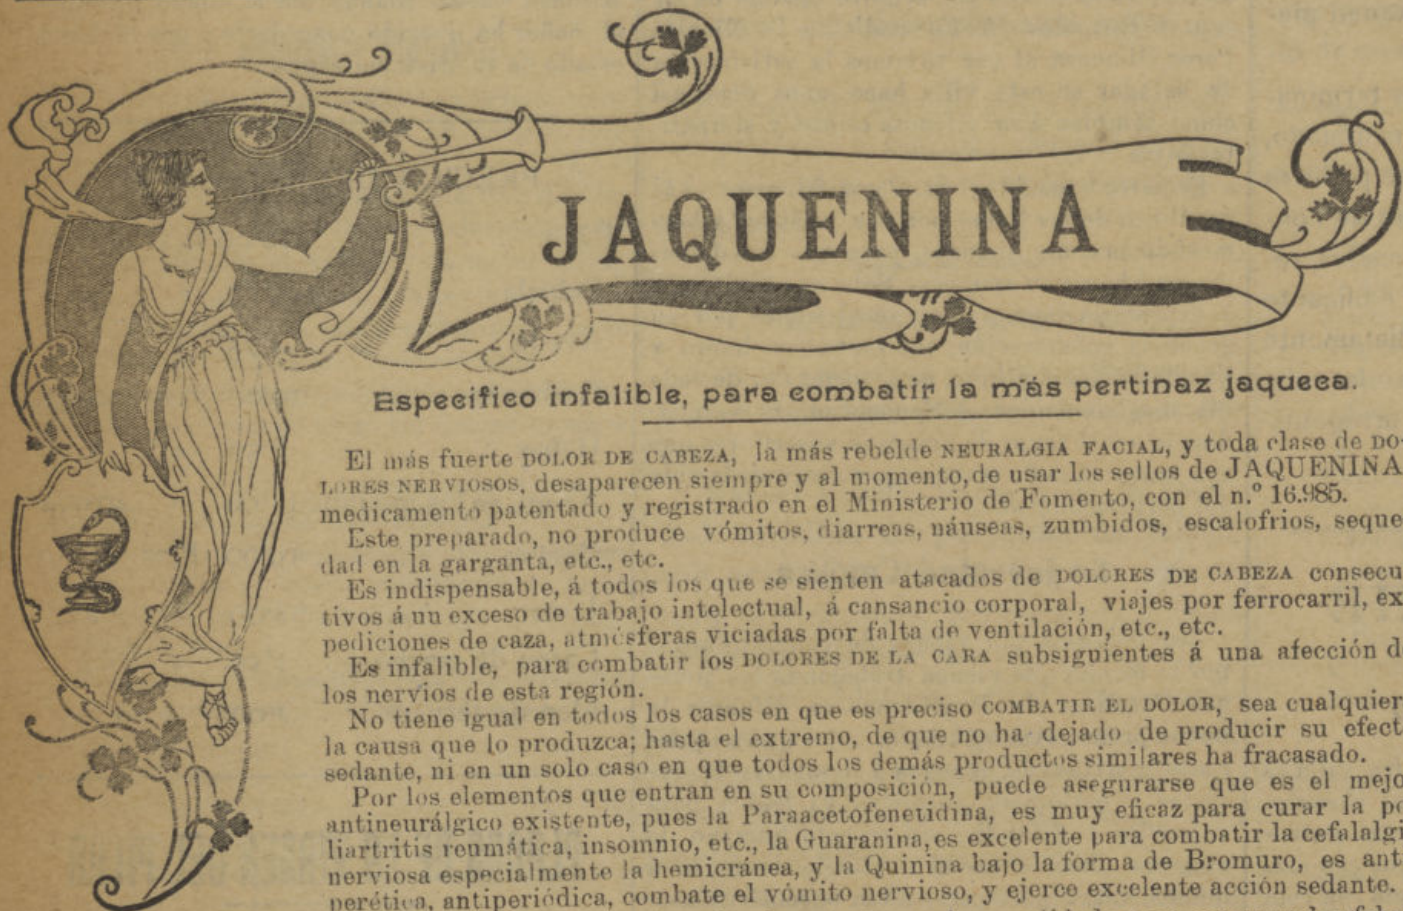 JAQUENINA
Especifico infalible, para combatir la más pertinaz jaqueca.
El más fuerte DOLOR DE CABEZA, la más rebelde NEURALGIA FACIAL, y toda clase de DO-
LORES NERVIOSOS, desaparecen siempre y al momento, de usar los sellos de JAQUENINA
medicamento patentado y registrado en el Ministerio de Fomento, con el n.º 16.985.
Este preparado, no produce vómitos, diarreas, náuseas, zumbidos, escalofrios, seque
dad en la garganta, etc., etc.
Es indispensable, á todos los que se sienten atacados de DOLORES DE CABEZA consecu
tivos á un exceso de trabajo intelectual, á cansancio corporal, viajes por ferrocarril, ex
pediciones de caza, atmósferas viciadas por falta de ventilación, etc., etc.
Es infalible, para combatir los DOLORES DE LA CARA subsiguientes á una afección d
los nervios de esta región.
No tiene igual en todos los casos en que es preciso COMBATIR EL DOLOR, sea cualquier
la causa que lo produzca; hasta el extremo, de que no ha dejado de producir su efect
sedante, ni en un solo caso en que todos los demás productos similares ha fracasado.
Por los elementos que entran en su composición, puede asegurarse que es el mejo
antineurálgico existente, pues la Paraacetofenetidina, es muy eficaz para curar la po
liartritis reumática, insomnio, etc., la Guaranina, es excelente para combatir la cefalalgi
nerviosa especialmente la hemicránea, y la Quinina bajo la forma de Bromuro, es ant
perética, antiperiódica, combate el vómito nervioso, y ejerce excelente acción sedante.